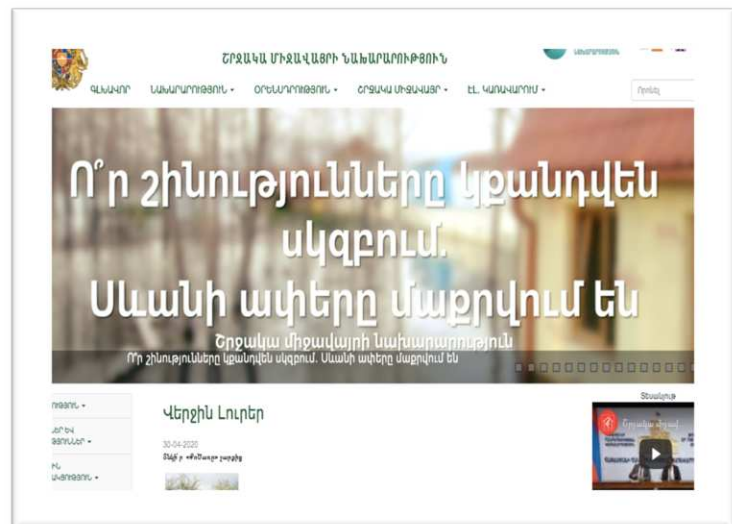 ՇՐՋԱԿԱ ՄԻՋԱՎԱՅՐԻ ՆԱԽԱՐԱՐՈՒԹՅՈՒՆ
ԳԼԽԱՎՈՐ ՆԱԽԱՐԱՐՈՒԹՅՈՒՆ ՕՐԵՆՍԴՐՈՒԹՅՈՒՆ ՇՐՋԱԿԱ ՄԻՋԱՎԱՅՐ ԷԼ. ԿԱՌԱՎԱՐՈՒՄ Որոնել
Ո՞ր շինությունները կքանդվեն
սկզբում.
Սևանի ափերը մաքրվում են
Շրջակա միջավայրի նախարարություն
Ո՞ր շինությունները կքանդվեն սկզբում. Սևանի ափերը մաքրվում են
Տեսանյութ
Վերջին Լուրեր
30-04-2020